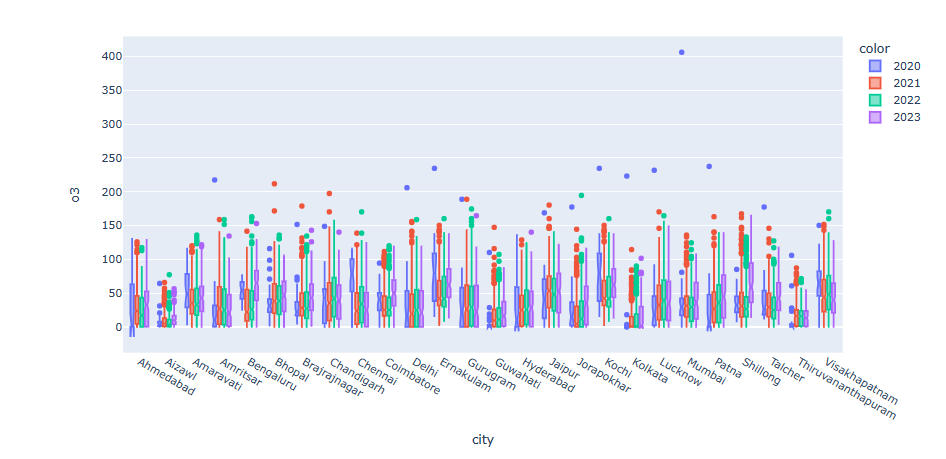 color
2020
2021
2022
2023
o3
400
350
300
250
200
150
100
50
0
Ahmedabad
Aizawl
Amaravati
Amritsar
Bengaluru
Bhopal
Brajrajnagar
Chandigarh
Chennai
Coimbatore
Delhi
Ernakulam
Gurugram
Guwahati
Hyderabad
Jaipur
Jorapokhar
Kochi
Kolkata
Lucknow
Mumbai
Patna
Shillong
Talcher
Thiruvananthapuram
Visakhapatnam
city